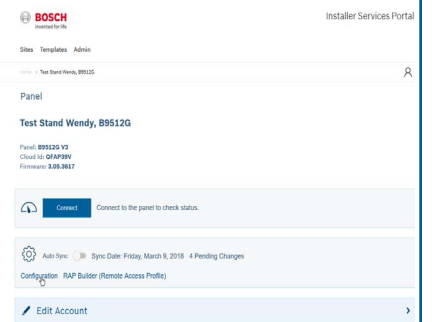 BOSCH
Invented for life
Installer Services Portal
Sites Templates Admin
Home > Test Stand Wendy, B9512G
Panel
Test Stand Wendy, B9512G
Panel: B9512G V3
Cloud Id: QFAP39V
Firmware: 3.05.3617
Connect Connect to the panel to check status.
Auto Sync Sync Date: Friday, March 9, 2018 4 Pending Changes
Configuration RAP Builder (Remote Access Profile)
Edit Account >